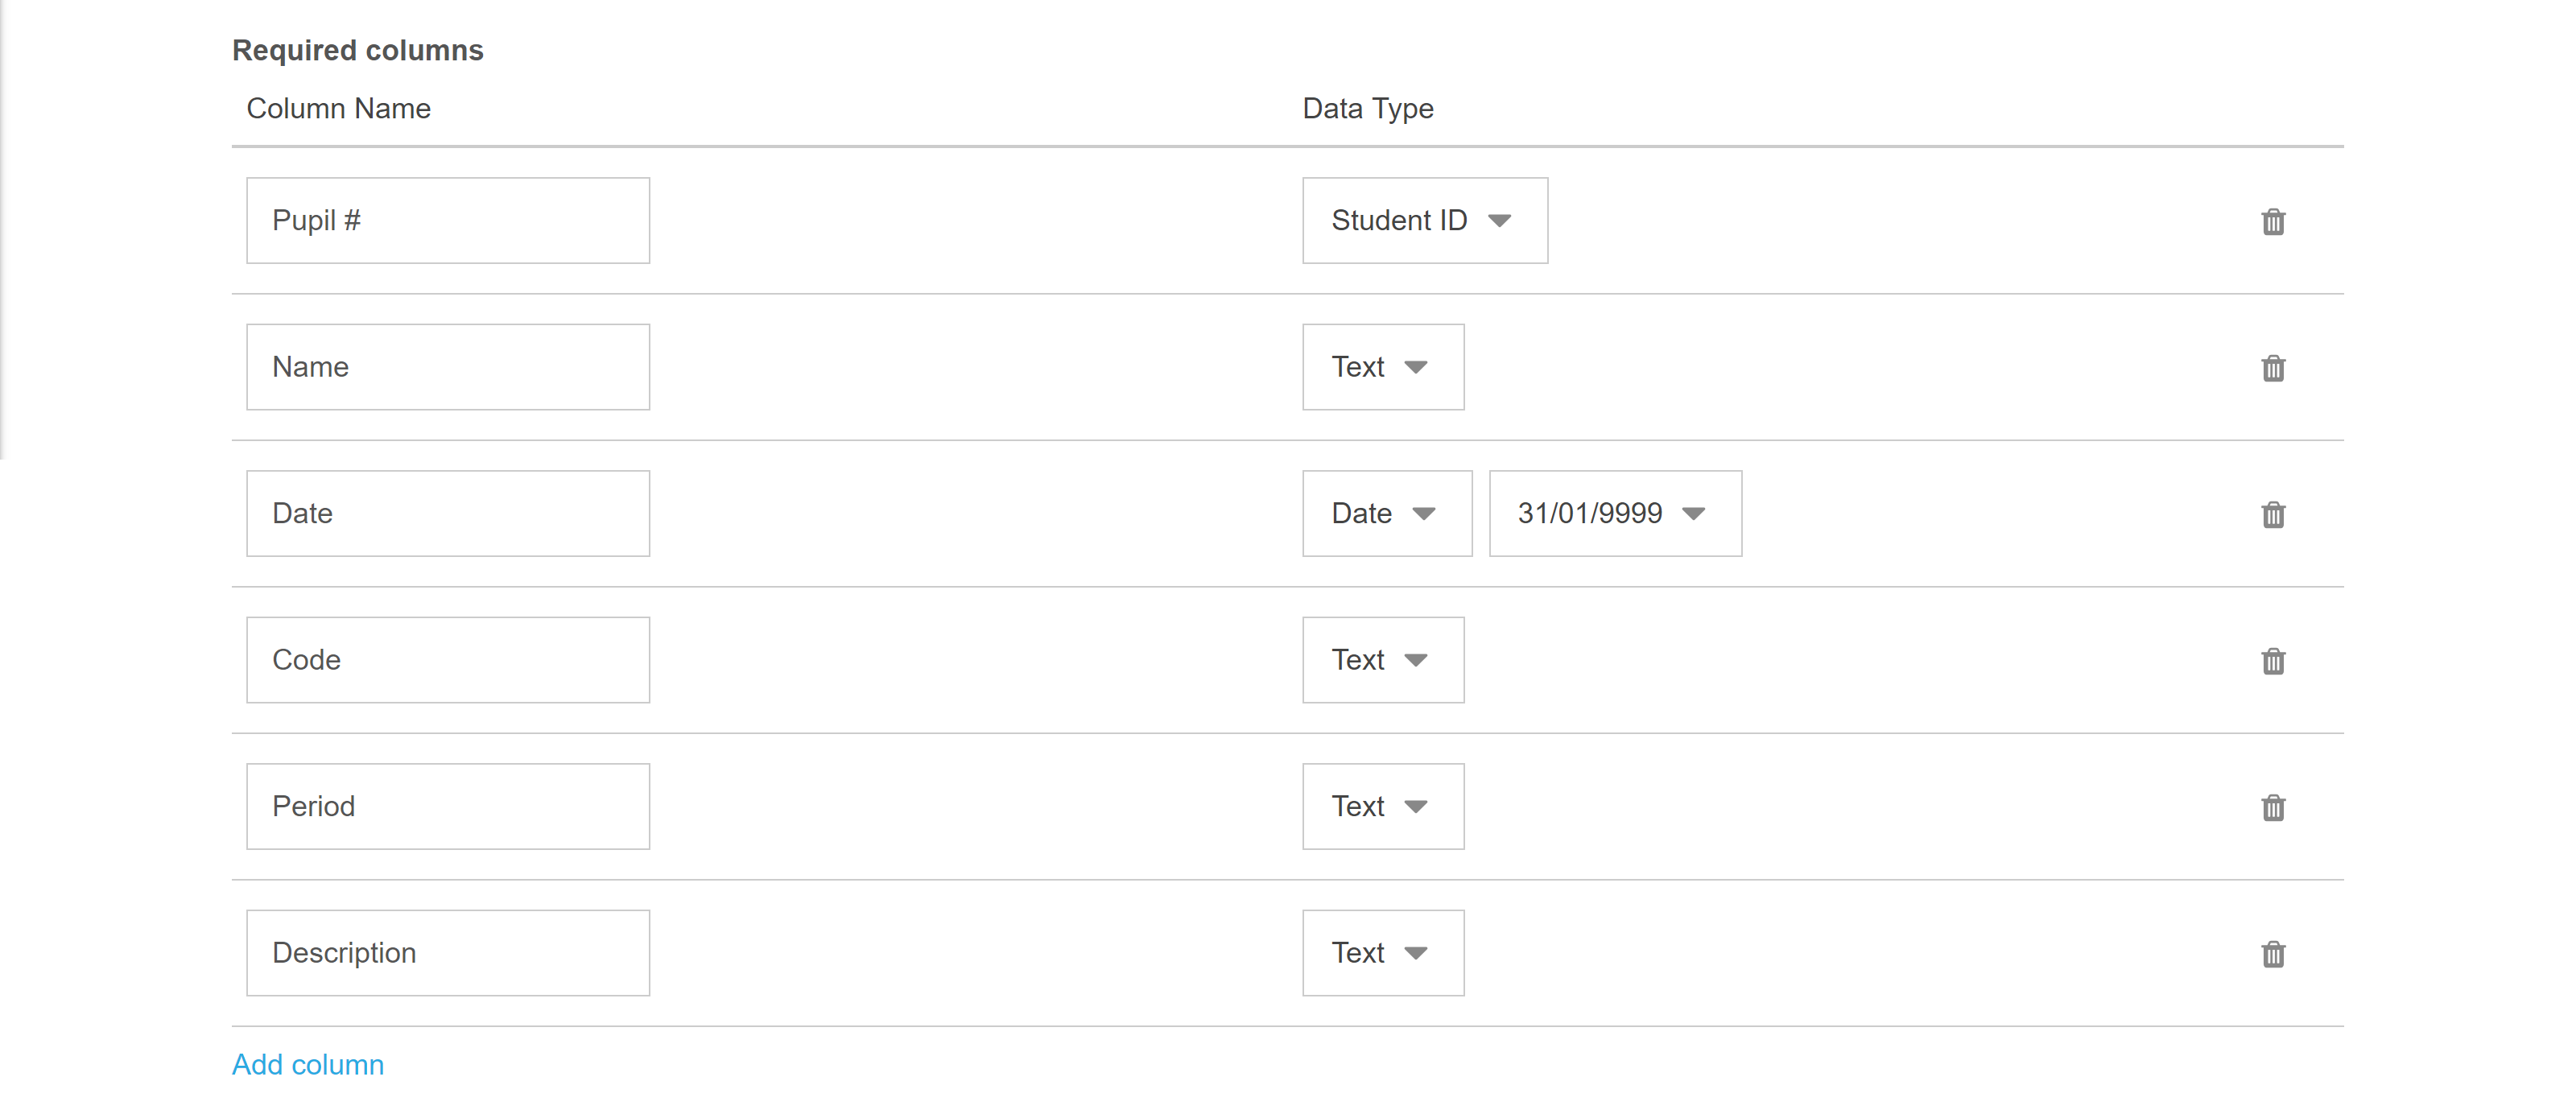 Required columns
Column Name Data Type
Pupil # Student ID
Name Text
Date Date 31/01/9999
Code Text
Period Text
Description Text
Add column